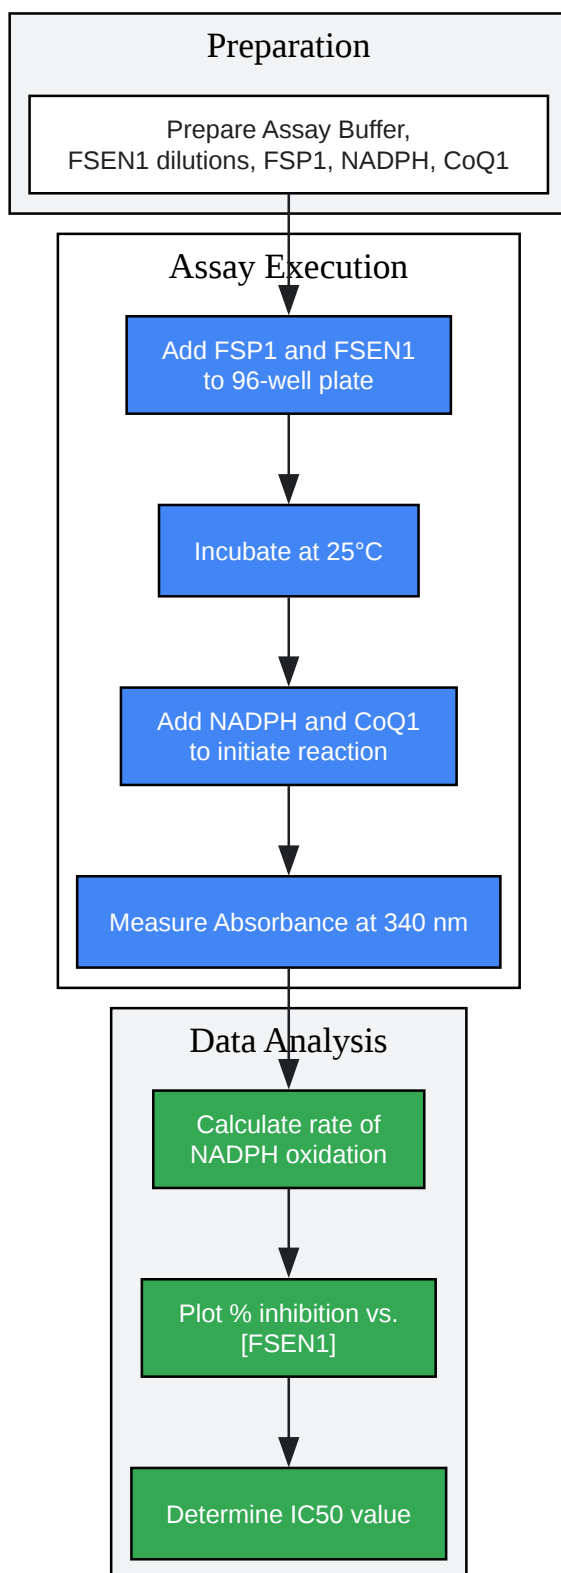 Preparation
Prepare Assay Buffer,
FSEN1 dilutions, FSP1, NADPH, CoQ1
Assay Execution
Add FSP1 and FSEN1
to 96-well plate
Incubate at 25°C
Add NADPH and CoQ1
to initiate reaction
Measure Absorbance at 340 nm
Data Analysis
Calculate rate of
NADPH oxidation
Plot % inhibition vs.
[FSEN1]
Determine IC50 value